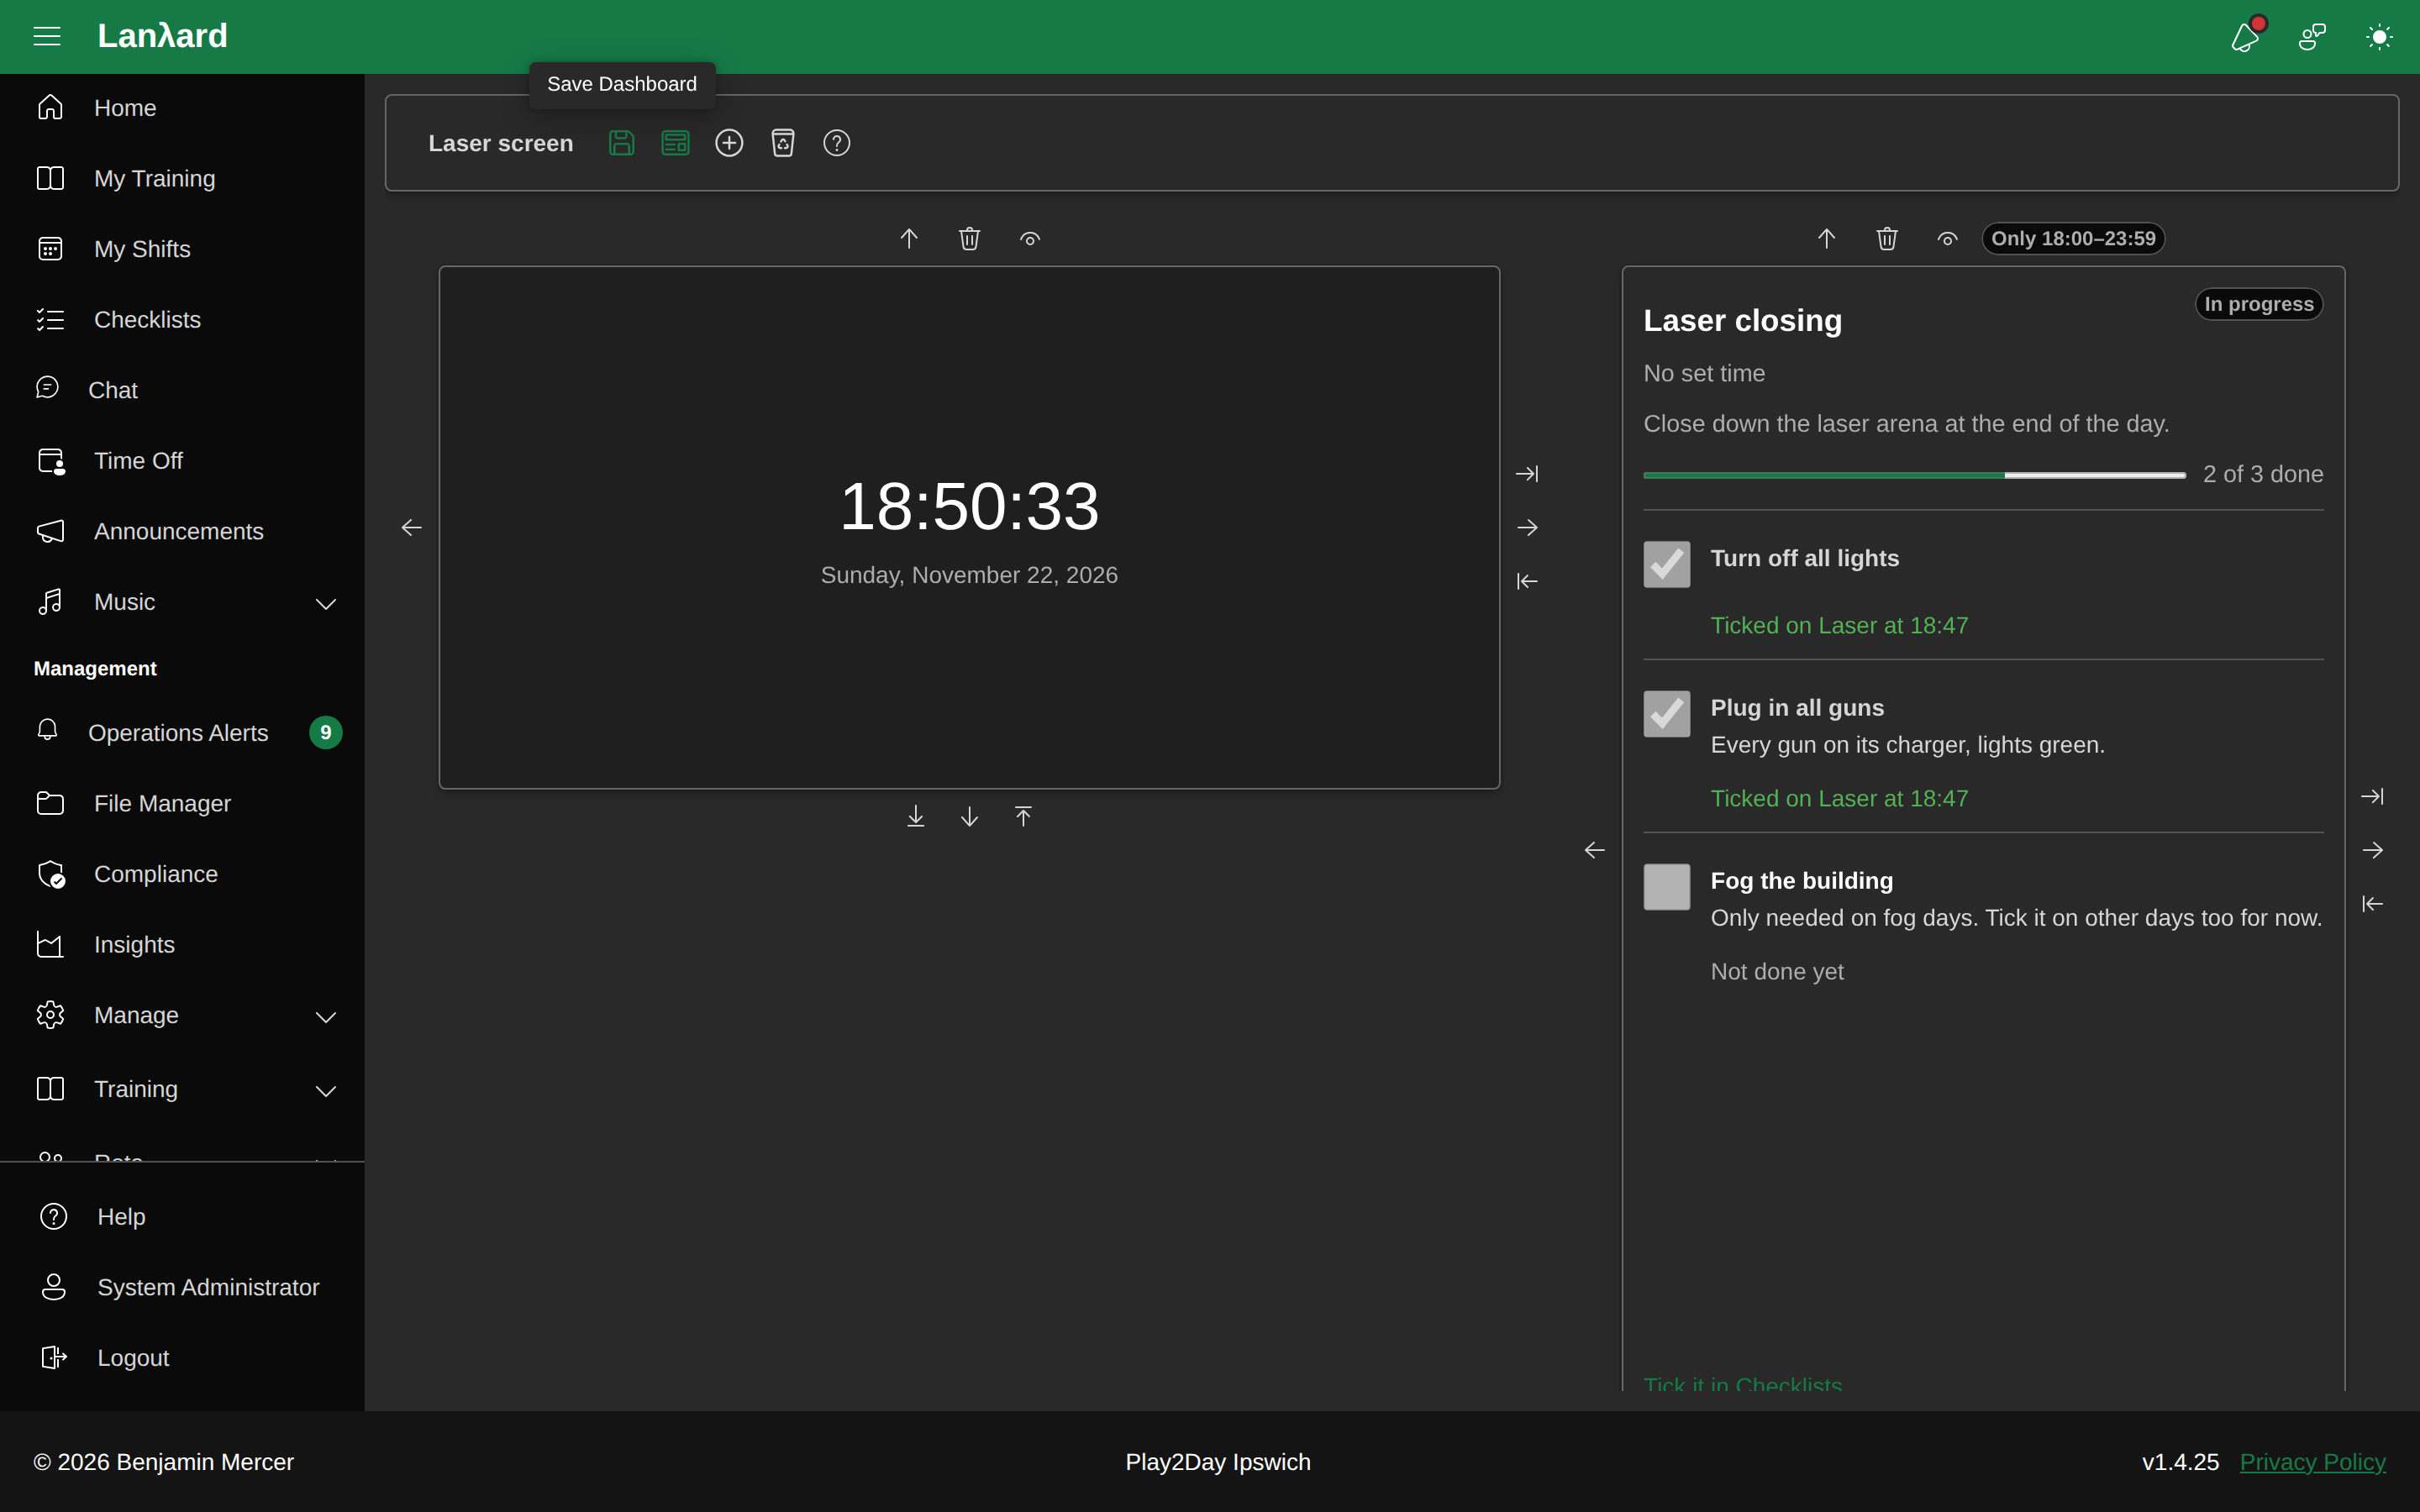 Lanλard
Save Dashboard
Home
My Training
My Shifts
Checklists
Chat
Time Off
Announcements
Music
Management
Operations Alerts 9
File Manager
Compliance
Insights
Manage
Training
Rota
Help
System Administrator
Logout
Laser screen
18:50:33
Sunday, November 22, 2026
Only 18:00–23:59
In progress
Laser closing
No set time
Close down the laser arena at the end of the day.
2 of 3 done
Turn off all lights
Ticked on Laser at 18:47
Plug in all guns
Every gun on its charger, lights green.
Ticked on Laser at 18:47
Fog the building
Only needed on fog days. Tick it on other days too for now.
Not done yet
Tick it in Checklists
© 2026 Benjamin Mercer
Play2Day Ipswich
v1.4.25 Privacy Policy